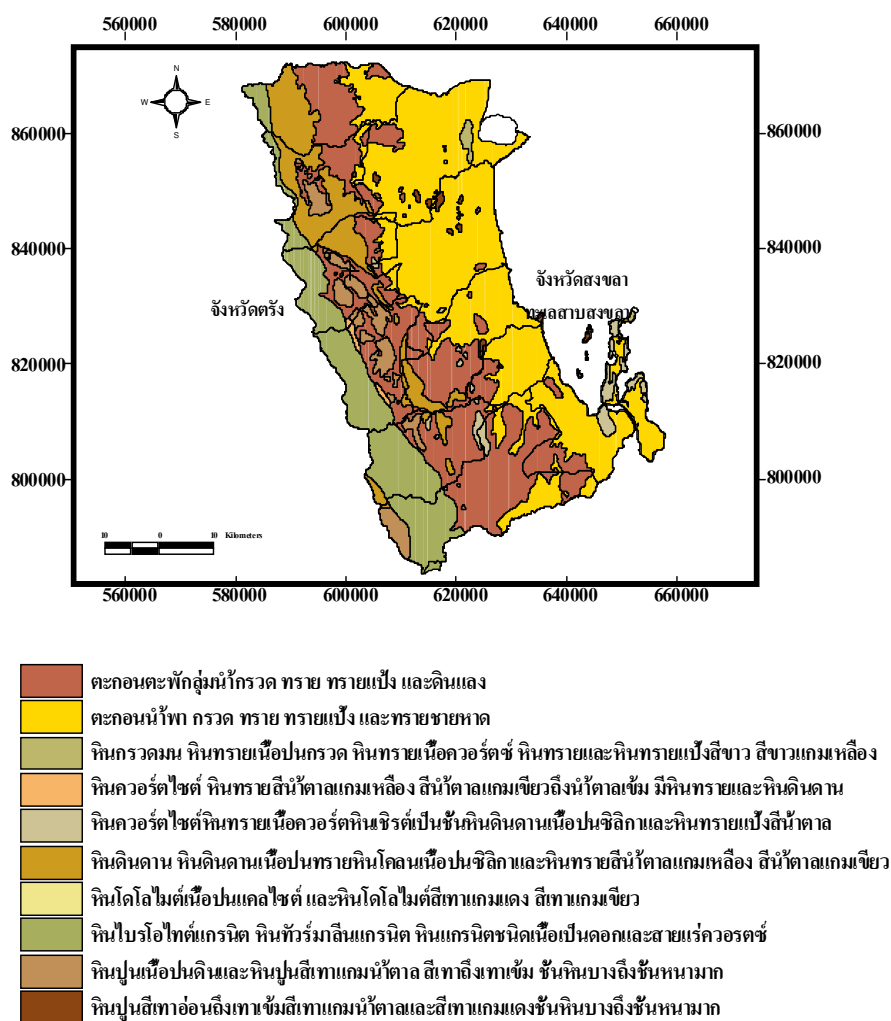 560000 580000 600000 620000 640000 660000
N
W E
S
860000 860000
840000 840000
จังหวัดสงขลา
จังหวัดตรัง
ทะเลสาบสงขลา
820000 820000
800000 800000
10 0 10 Kilometers
560000 580000 600000 620000 640000 660000
ตะกอนตะพักลุ่มน้ำกรวด ทราย ทรายแป้ง และดินแลง
ตะกอนน้ำพา กรวด ทราย ทรายแป้ง และทรายชายหาด
หินกรวดมน หินทรายเนื้อปนกรวด หินทรายเนื้อควอร์ตซ์ หินทรายและหินทรายแป้งสีขาว สีขาวแกมเหลือง
หินควอร์ตไซต์ หินทรายสีน้ำตาลแกมเหลือง สีน้ำตาลแกมเขียวถึงน้ำตาลเข้ม มีหินทรายและหินดินดาน
หินควอร์ตไซต์หินทรายเนื้อควอร์ตหินเชิรต์เป็นชั้นหินดินดานเนื้อปนซิลิกาและหินทรายแป้งสีน้ำตาล
หินดินดาน หินดินดานเนื้อปนทรายหินโคลนเนื้อปนซิลิกาและหินทรายสีน้ำตาลแกมเหลือง สีน้ำตาลแกมเขียว
หินโดโลไมต์เนื้อปนแคลไซต์ และหินโดโลไมต์สีเทาแกมแดง สีเทาแกมเขียว
หินไบรโอไทต์แกรนิต หินทัวร์มาลีนแกรนิต หินแกรนิตชนิดเนื้อเป็นดอกและสายแร่ควอรตซ์
หินปูนเนื้อปนดินและหินปูนสีเทาแกมน้ำตาล สีเทาถึงเทาเข้ม ชั้นหินบางถึงชั้นหนามาก
หินปูนสีเทาอ่อนถึงเทาเข้มสีเทาแกมน้ำตาลและสีเทาแกมแดงชั้นหินบางถึงชั้นหนามาก